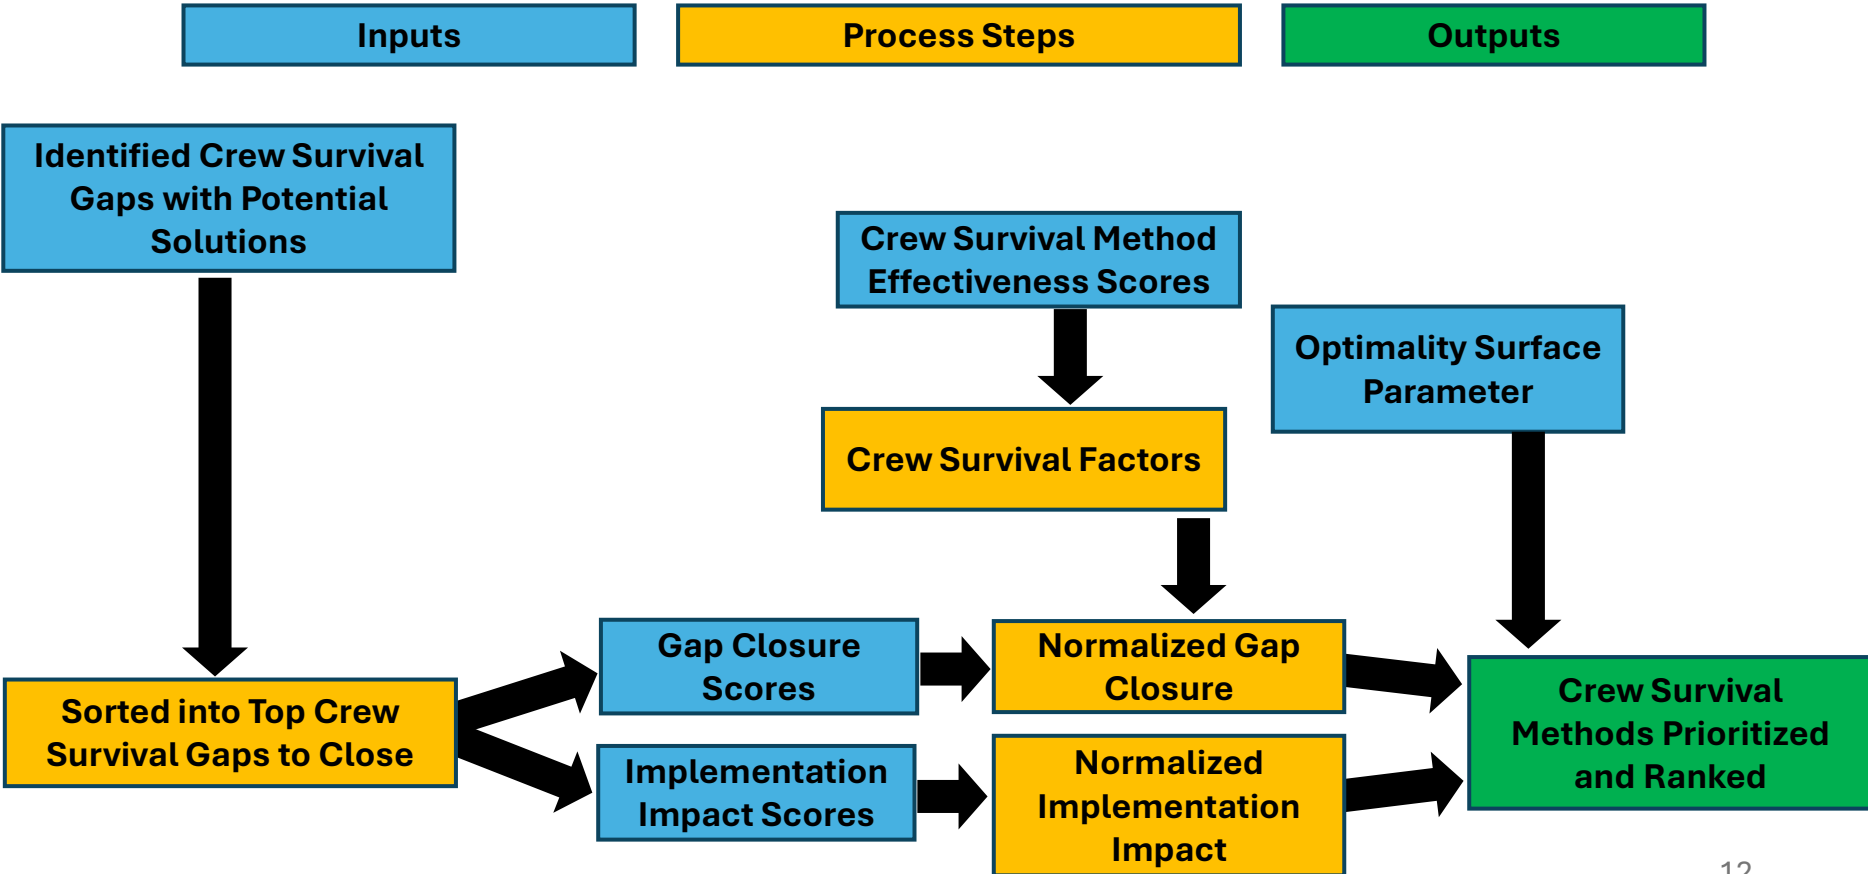 Inputs
Process Steps
Outputs
Identified Crew Survival
Gaps with Potential
Solutions
Crew Survival Method
Effectiveness Scores
Optimality Surface
Parameter
Crew Survival Factors
Sorted into Top Crew
Survival Gaps to Close
Gap Closure
Scores
Normalized Gap
Closure
Implementation
Impact Scores
Normalized
Implementation
Impact
Crew Survival
Methods Prioritized
and Ranked
12